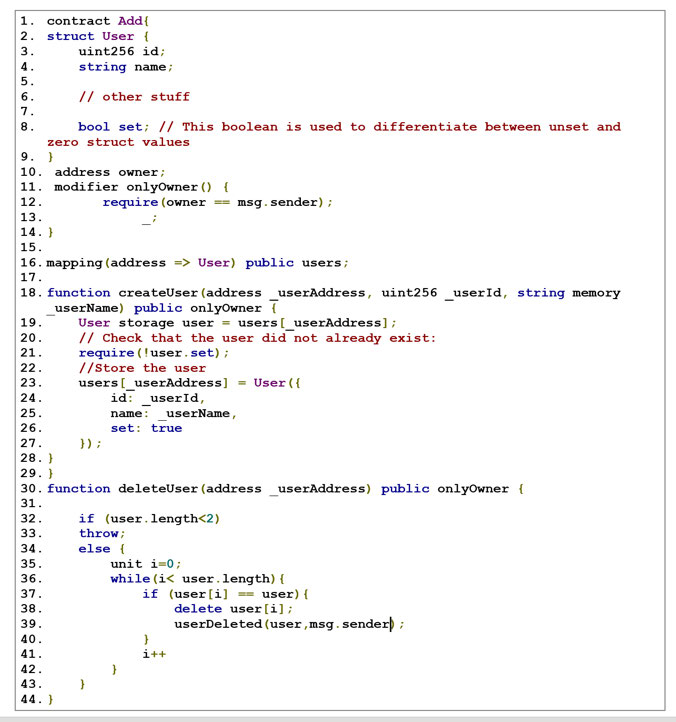 1. contract Add{
2. struct User {
3. uint256 id;
4. string name;
5.
6. // other stuff
7.
8. bool set; // This boolean is used to differentiate between unset and
zero struct values
9. }
10. address owner;
11. modifier onlyOwner() {
12. require(owner == msg.sender);
13. _;
14. }
15.
16. mapping(address => User) public users;
17.
18. function createUser(address _userAddress, uint256 _userId, string memory
_userName) public onlyOwner {
19. User storage user = users[_userAddress];
20. // Check that the user did not already exist:
21. require(!user.set);
22. //Store the user
23. users[_userAddress] = User({
24. id: _userId,
25. name: _userName,
26. set: true
27. });
28. }
29. }
30. function deleteUser(address _userAddress) public onlyOwner {
31.
32. if (user.length<2)
33. throw;
34. else {
35. unit i=0;
36. while(i< user.length){
37. if (user[i] == user){
38. delete user[i];
39. userDeleted(user,msg.sender);
40. }
41. i++
42. }
43. }
44. }